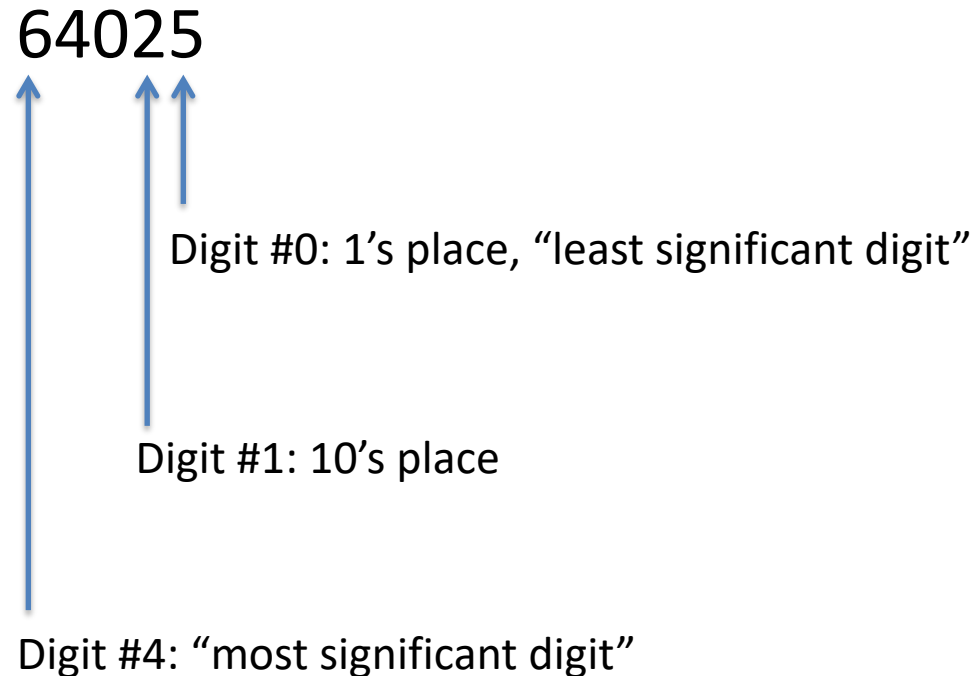 64025
Digit #0: 1’s place, “least significant digit”
Digit #1: 10’s place
Digit #4: “most significant digit”